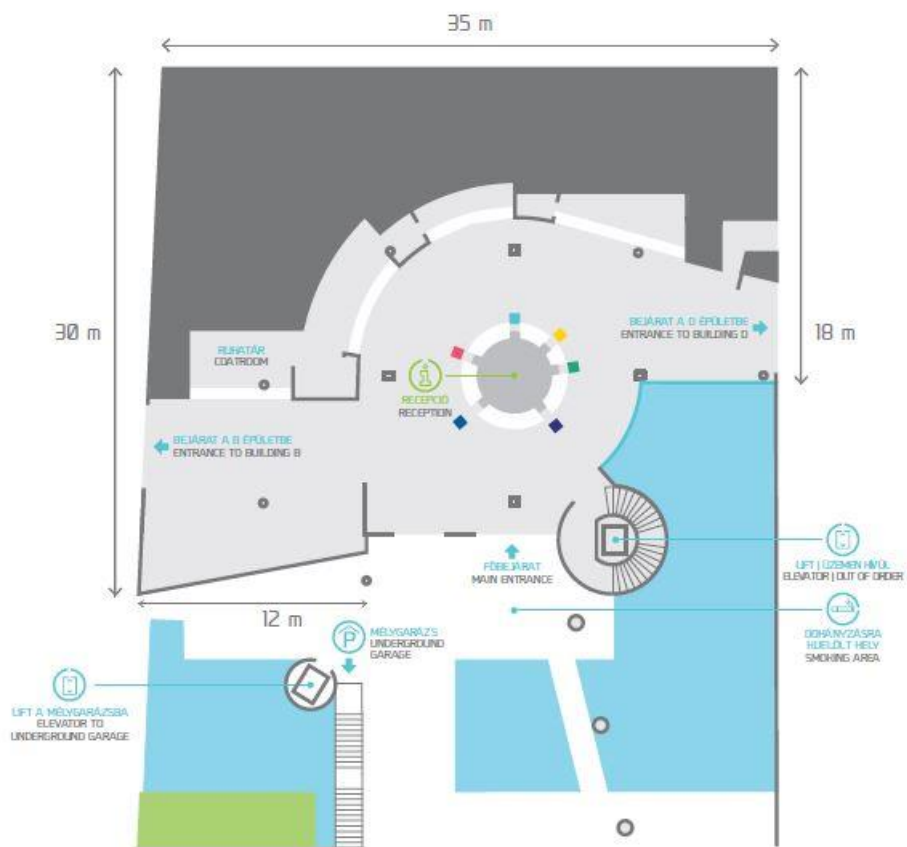 35 m
30 m
18 m
BEJÁRAT A D ÉPÜLETBE
ENTRANCE TO BUILDING D
RUHATÁR
COATROOM
i
RECEPCIÓ
RECEPTION
BEJÁRAT A B ÉPÜLETBE
ENTRANCE TO BUILDING B
FŐBEJÁRAT
MAIN ENTRANCE
LIFT | ÜZEMEN KÍVÜL
ELEVATOR | OUT OF ORDER
12 m
P
MÉLYGARÁZS
UNDERGROUND
GARAGE
DOHÁNYZÁSRA
KIJELÖLT HELY
SMOKING AREA
LIFT A MÉLYGARÁZSBA
ELEVATOR TO
UNDERGROUND GARAGE